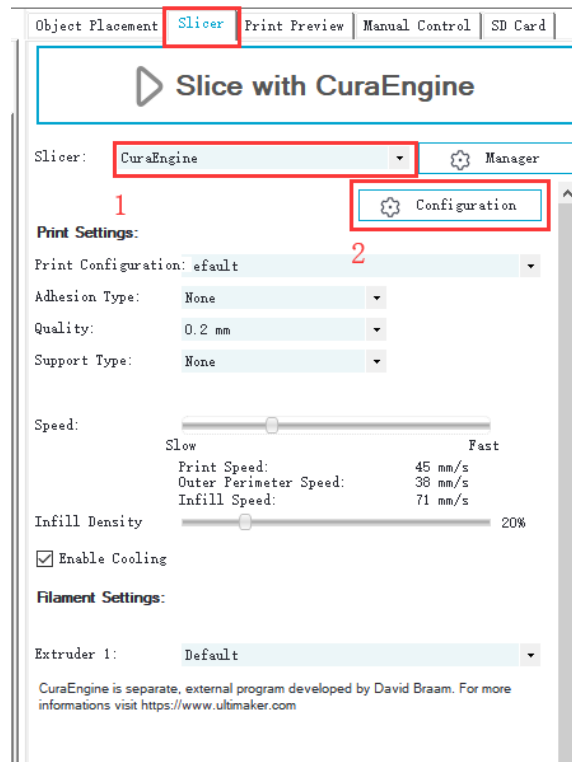 Object Placement Slicer Print Preview Manual Control SD Card
Slice with CuraEngine
Slicer: CuraEngine Manager
1
Configuration
2
Print Settings:
Print Configuration: efault
Adhesion Type: None
Quality: 0.2 mm
Support Type: None
Speed:
Slow Fast
Print Speed: 45 mm/s
Outer Perimeter Speed: 38 mm/s
Infill Speed: 71 mm/s
Infill Density 20%
Enable Cooling
Filament Settings:
Extruder 1: Default
CuraEngine is separate, external program developed by David Braam. For more
informations visit https://www.ultimaker.com